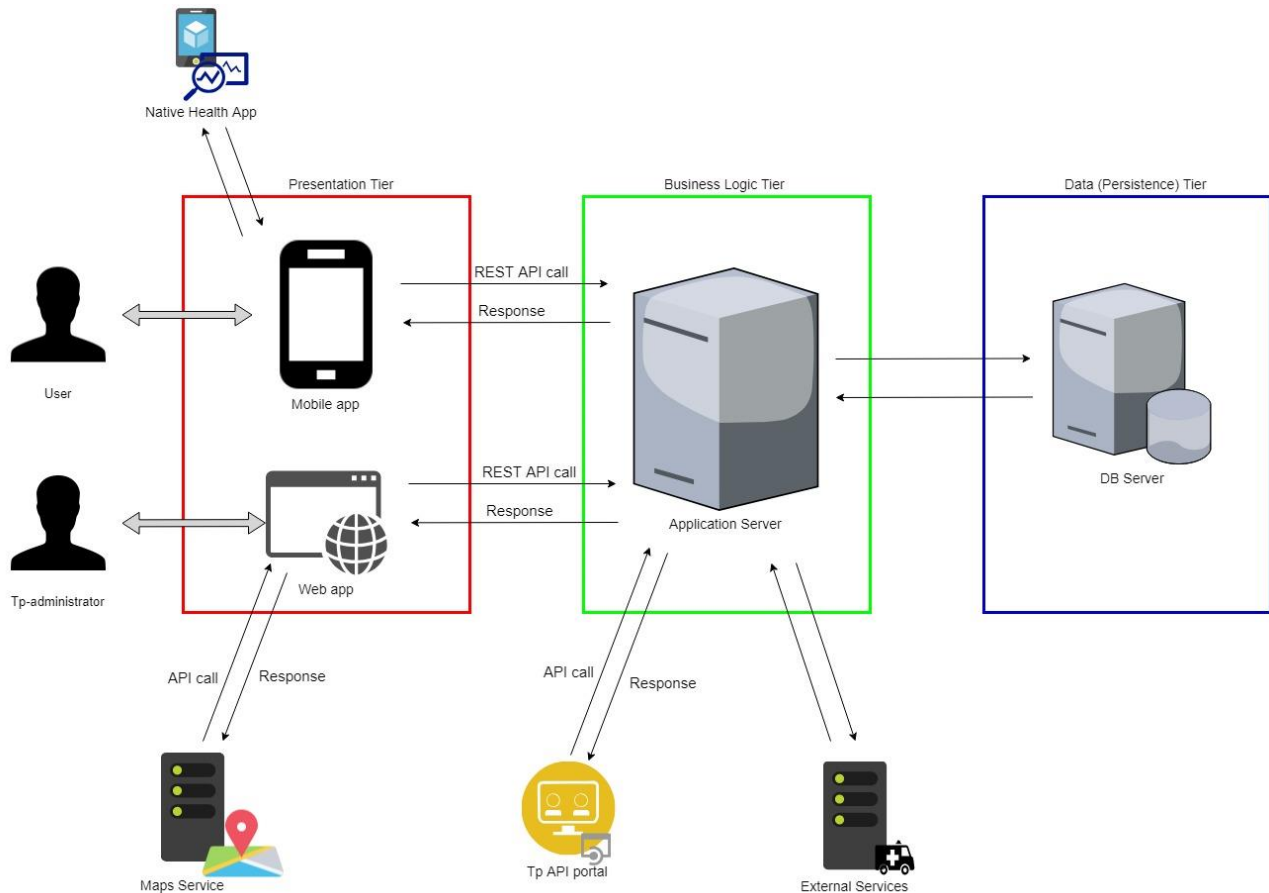 Native Health App
Presentation Tier
Business Logic Tier
Data (Persistence) Tier
REST API call
Response
User
Mobile app
REST API call
Response
DB Server
Application Server
Web app
Tp-administrator
API call
Response
API call
Response
Maps Service
Tp API portal
External Services